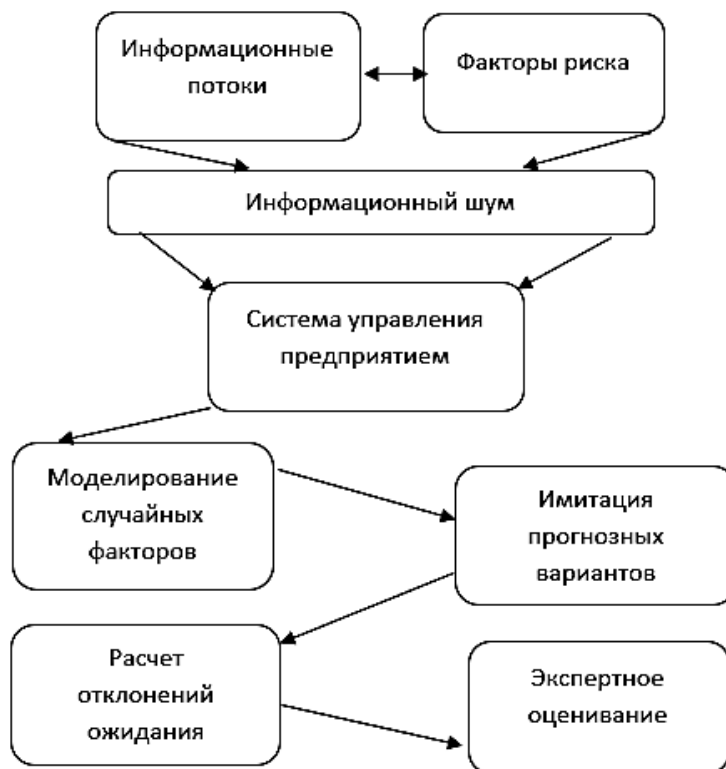 Информационные
потоки
Факторы риска
Информационный шум
Система управления
предприятием
Моделирование
случайных
факторов
Имитация
прогнозных
вариантов
Расчет
отклонений
ожидания
Экспертное
оценивание